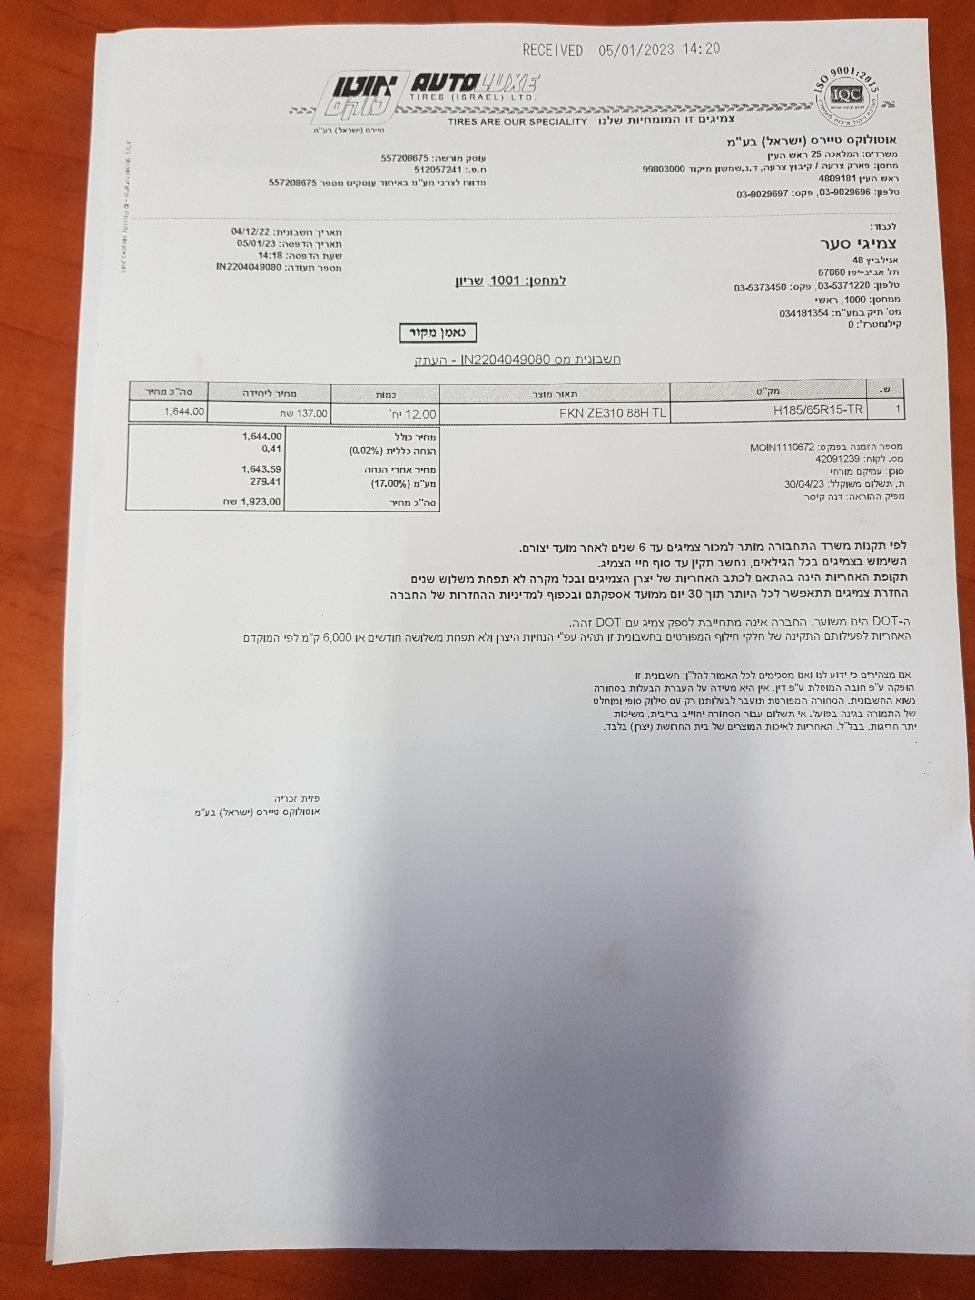 RECEIVED 05/01/2023 14:20
אוטו לוקס AUTOLUXE
TIRES (ISRAEL) LTD.
טיירס (ישראל) בע"מ
TIRES ARE OUR SPECIALITY צמיגים זו המומחיות שלנו
ISO 9001:2015
IQC
אוטולוקס טיירס (ישראל) בע"מ
משרדים: המלאכה 25 ראש העין
מחסן: פארק צרעה / קיבוץ צרעה, ד.נ.שמשון מיקוד 99803000
ראש העין 4809181
טלפון: 03-9029696, פקס: 03-9029697
עוסק מורשה: 557208675
ח.פ.: 512057241
מדווח לצרכי מע"מ באיחוד עוסקים מספר 557208675
לכבוד:
צמיגי סער
אנילביץ 48
תל אביב-יפו 67060
טלפון: 03-5371220, פקס: 03-5373450
ממחסן: 1000, ראשי
מס' תיק במע"מ: 034181354
קילומטרז': 0
תאריך חשבונית: 04/12/22
תאריך הדפסה: 05/01/23
שעת הדפסה: 14:18
מספר תעודה: IN2204049080
למחסן: 1001, שריון
נאמן מקור
חשבונית מס IN2204049080 - העתק
ש. מק"ט תאור מוצר כמות מחיר ליחידה סה"כ מחיר
1 H185/65R15-TR FKN ZE310 88H TL 12.00 יח' 137.00 שח 1,644.00
מחיר כולל 1,644.00
הנחה כללית (0.02%) 0.41
מחיר אחרי הנחה 1,643.59
מע"מ (17.00%) 279.41
סה"כ מחיר 1,923.00 שח
מספר הזמנה בפנקס: MOIN1110672
מס. לקוח: 42091239
סוכן: עמיקם מורחי
ת. תשלום משוקלל: 30/04/23
מפיק ההוראה: דנה קיסר
לפי תקנות משרד התחבורה מותר למכור צמיגים עד 6 שנים לאחר מועד יצורם.
השימוש בצמיגים בכל הגילאים, נחשב תקין עד סוף חיי הצמיג.
תקופת האחריות הינה בהתאם לכתב האחריות של יצרן הצמיגים ובכל מקרה לא תפחת משלוש שנים
החזרת צמיגים תתאפשר לכל היותר תוך 30 יום ממועד אספקתם ובכפוף למדיניות ההחזרות של החברה
ה-DOT הינו משוער. החברה אינה מתחייבת לספק צמיג עם DOT זהה.
האחריות לפעילותם התקינה של חלקי חילוף המפורטים בחשבונית זו תהיה עפ"י הנחיות היצרן ולא תפחת משלושה חודשים או 6,000 ק"מ לפי המוקדם
אנו מצהירים כי ידוע לנו ואנו מסכימים לכל האמור להל"ן: חשבונית זו
הופקה ע"פ חובה המוטלת ע"פ דין. אין היא מעידה על העברת הבעלות בסחורה
נשוא החשבונית. הסחורה המפורטת תועבר לבעלותנו רק עם סילוק סופי ומוחלט
של התמורה בגינה בפועל. אי תשלום עבור הסחורה יחוייב בריבית, משיכות
יתר חריגות, בבל"ל. האחריות לאיכות המוצרים של בית החרושת (יצרן) בלבד.
פזית זכריה
אוטולוקס טיירס (ישראל) בע"מ